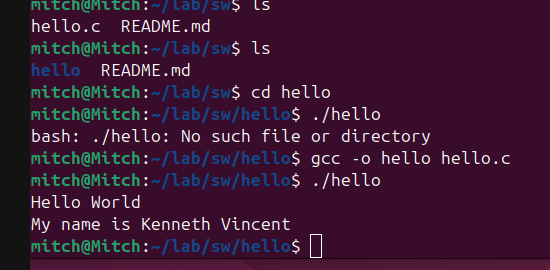 mitch@Mitch:~/lab/sw$ ls
hello.c  README.md
mitch@Mitch:~/lab/sw$ ls
hello  README.md
mitch@Mitch:~/lab/sw$ cd hello
mitch@Mitch:~/lab/sw/hello$ ./hello
bash: ./hello: No such file or directory
mitch@Mitch:~/lab/sw/hello$ gcc -o hello hello.c
mitch@Mitch:~/lab/sw/hello$ ./hello
Hello World
My name is Kenneth Vincent
mitch@Mitch:~/lab/sw/hello$